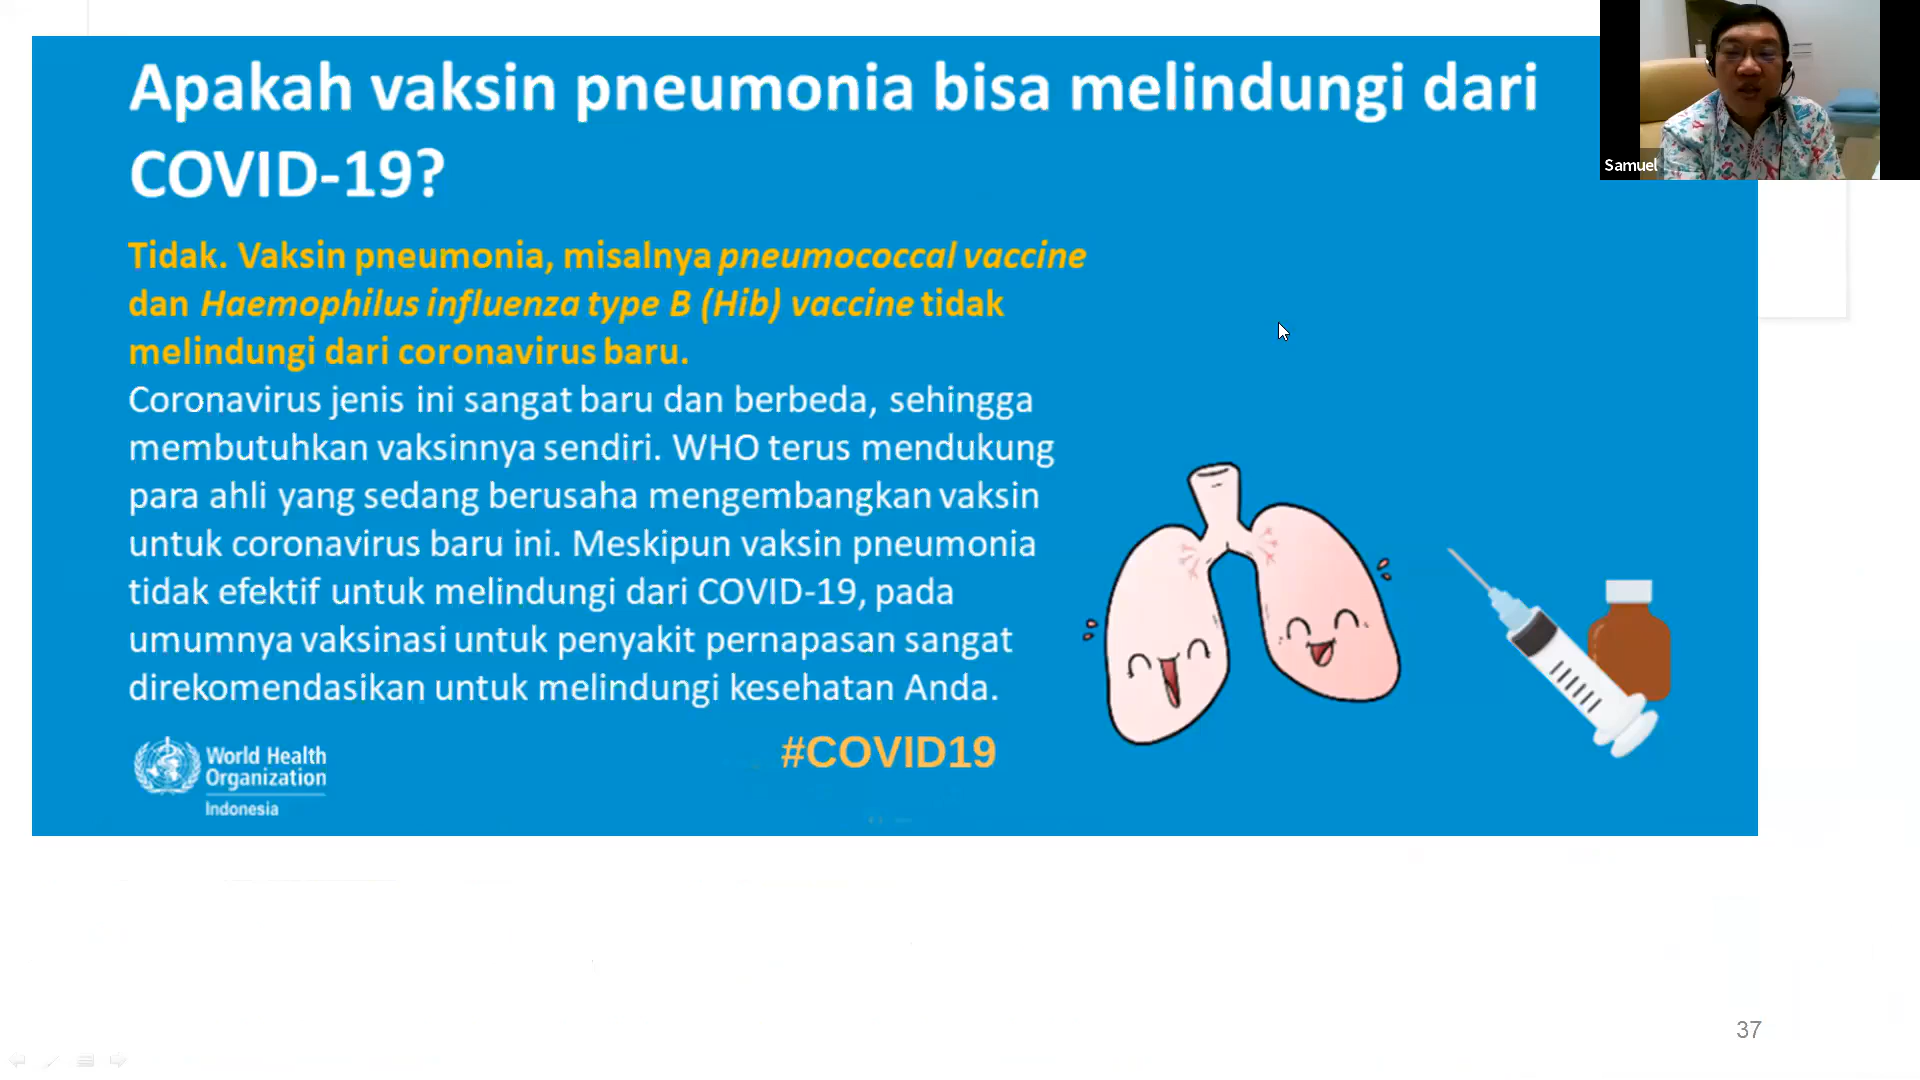 Apakah vaksin pneumonia bisa melindungi dari
COVID-19?
Samuel
Tidak. Vaksin pneumonia, misalnya pneumococcal vaccine
dan Haemophilus influenza type B (Hib) vaccine tidak
melindungi dari coronavirus baru.
Coronavirus jenis ini sangat baru dan berbeda, sehingga
membutuhkan vaksinnya sendiri. WHO terus mendukung
para ahli yang sedang berusaha mengembangkan vaksin
untuk coronavirus baru ini. Meskipun vaksin pneumonia
tidak efektif untuk melindungi dari COVID-19, pada
umumnya vaksinasi untuk penyakit pernapasan sangat
direkomendasikan untuk melindungi kesehatan Anda.
#COVID19
World Health
Organization
Indonesia
37